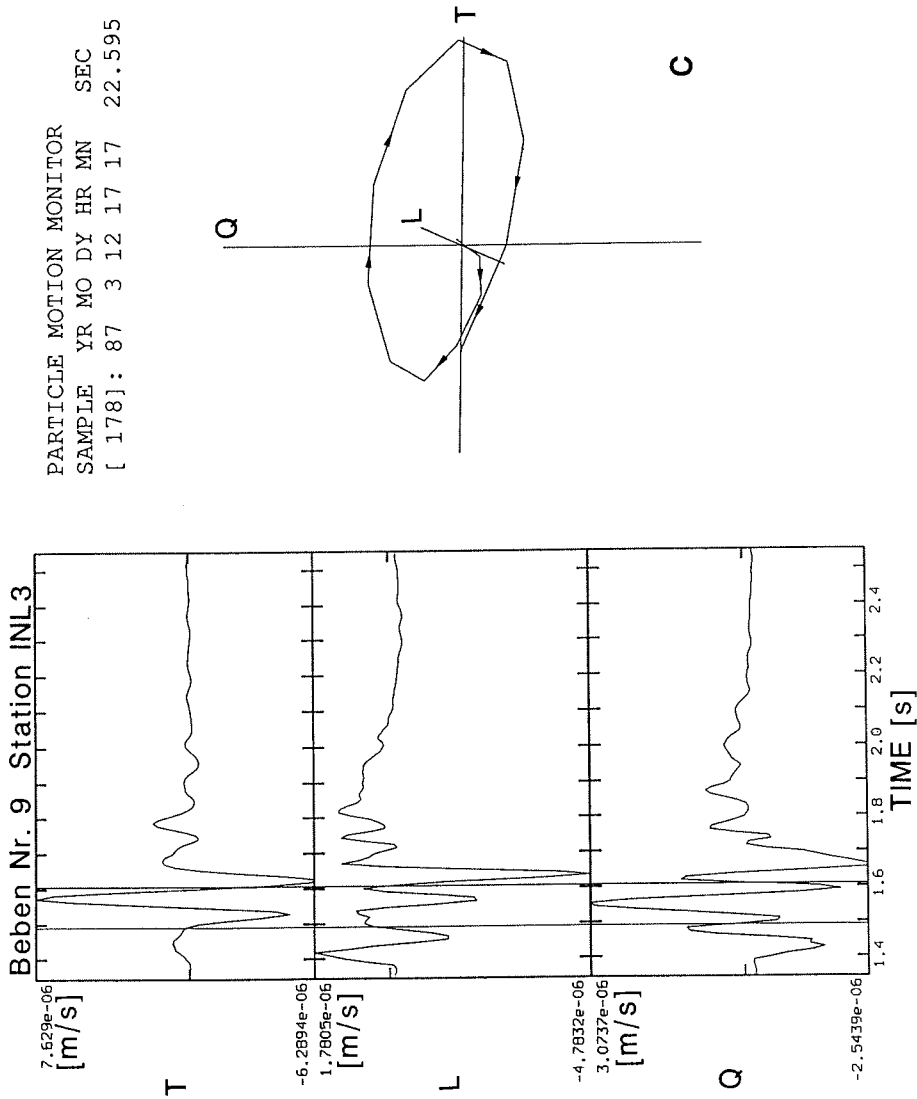 Beben Nr. 9 Station INL3
7.629e-06
[m/s]
T
-6.2894e-06
1.7805e-06
[m/s]
L
-4.7832e-06
3.0737e-06
[m/s]
Q
-2.5439e-06
1.4 1.6 1.8 2.0 2.2 2.4
TIME [s]
PARTICLE MOTION MONITOR
SAMPLE YR MO DY HR MN SEC
[ 178]: 87 3 12 17 17 22.595
Q
L
T
C